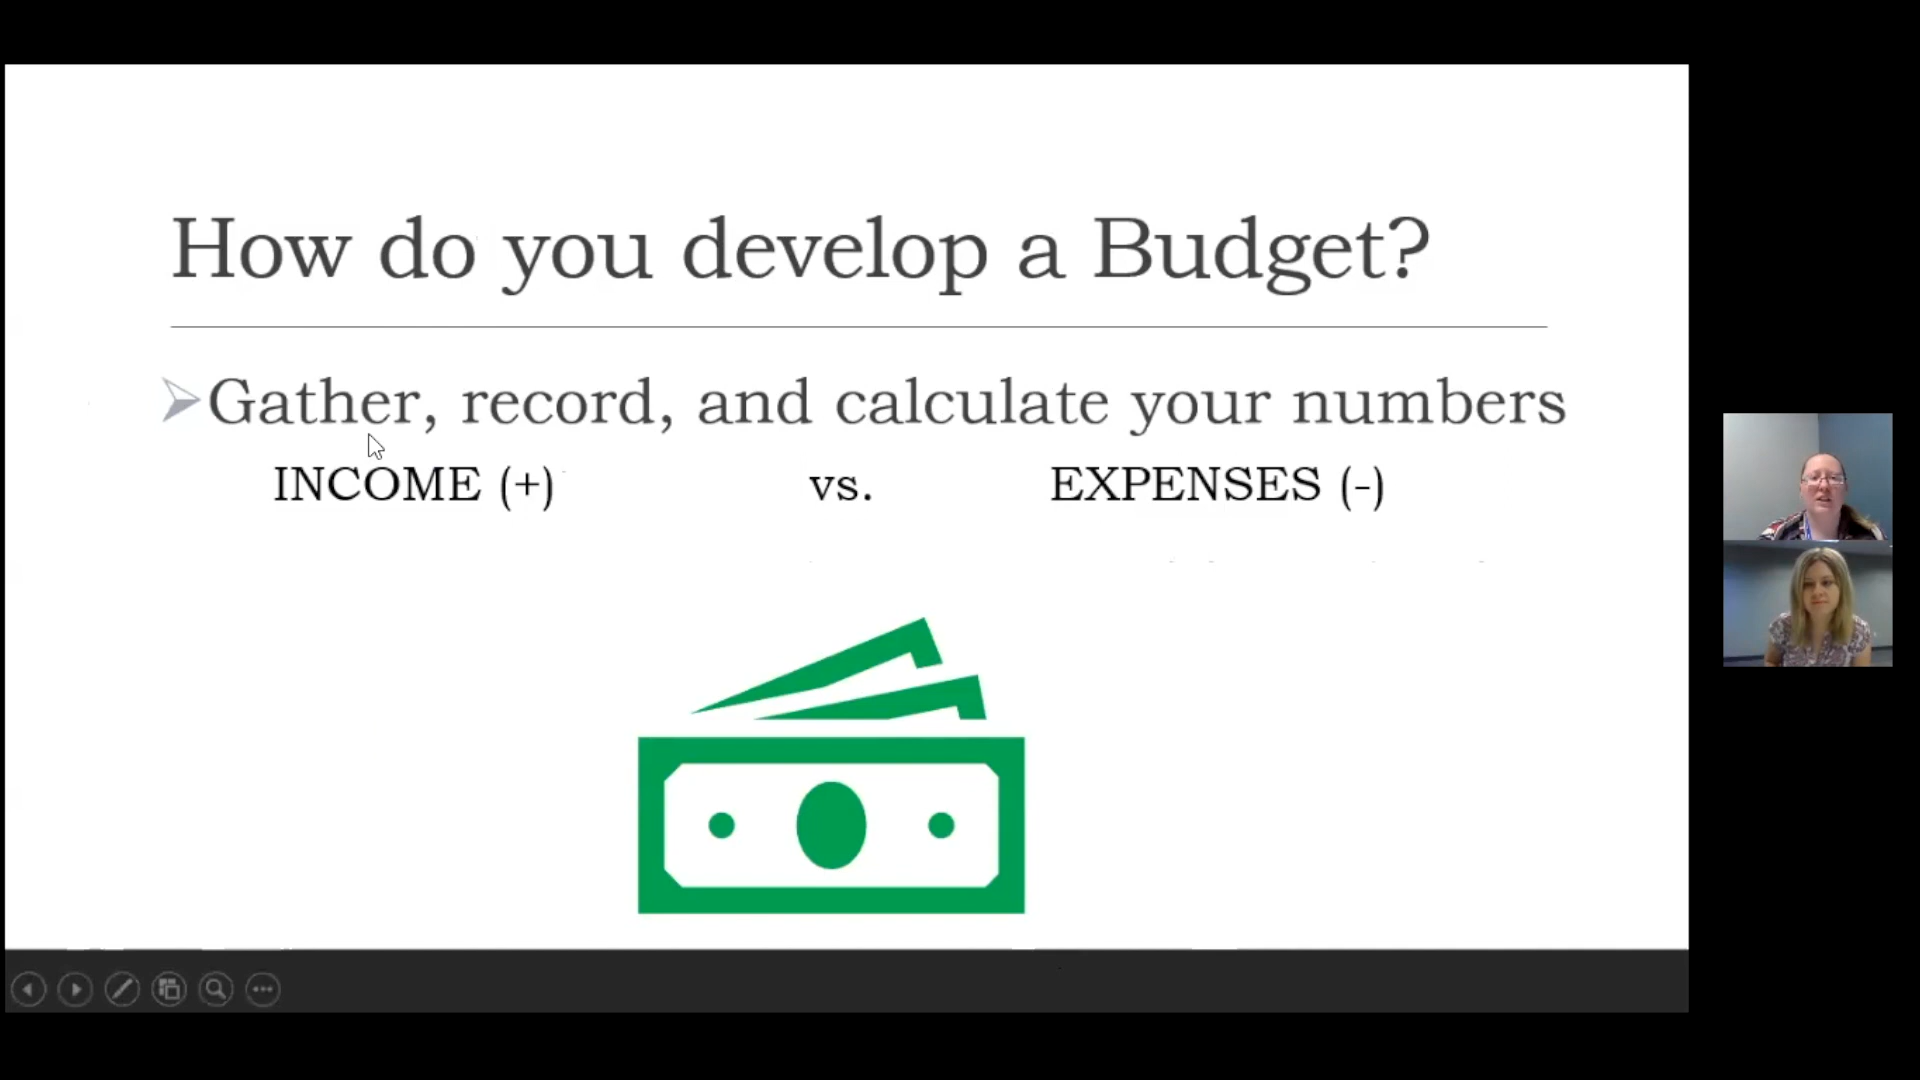 How do you develop a Budget?
Gather, record, and calculate your numbers
INCOME (+) vs. EXPENSES (-)